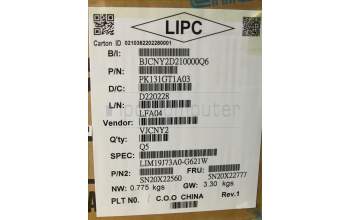 LIPC
Carton ID 0210362202280001
B/I:
BJCNY2D210000Q6
P/N:
PK131GT1A03
D/C:
D220228
L/N:
LFA04
Vendor:
VJCNY2
Q'ty:
Q5
SPEC:
LIM19J73A0-G621W
P/N2: SN20X22560 FRU: 5N20X22777
NW: 0.775 kgs GW: 3.30 kgs
PLT NO. C.O.O CHINA Rev.1